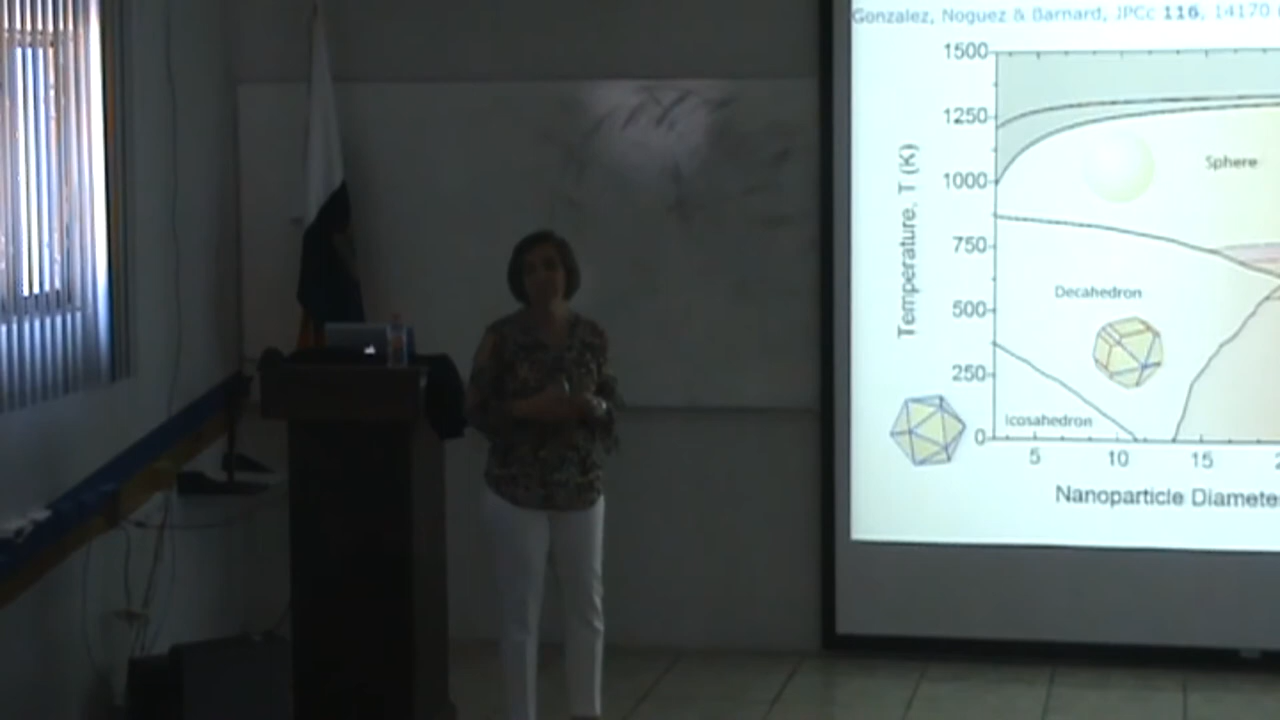 Gonzalez, Noguez & Barnard, JPCc 116, 14170
1500
1250
Sphere
1000
750
Decahedron
500
250
Icosahedron
0
5 10 15
Temperature, T (K)
Nanoparticle Diamete